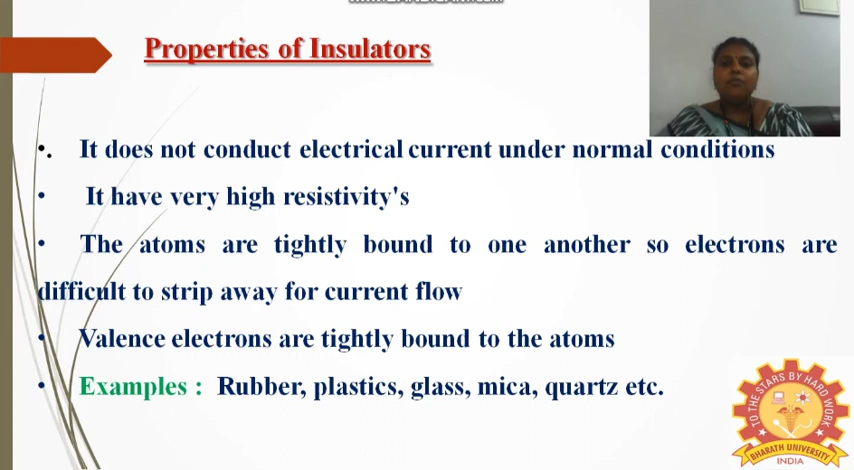 Properties of Insulators
•. It does not conduct electrical current under normal conditions
• It have very high resistivity's
• The atoms are tightly bound to one another so electrons are
difficult to strip away for current flow
• Valence electrons are tightly bound to the atoms
• Examples : Rubber, plastics, glass, mica, quartz etc.
TO THE STARS BY HARD WORK
BHARATH UNIVERSITY
INDIA